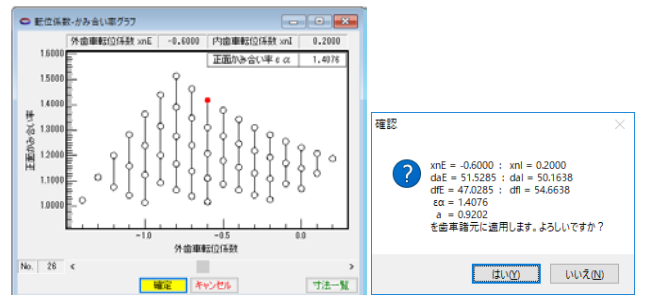 転位係数-かみ合い率グラフ
外歯車転位係数 xnE -0.6000 内歯車転位係数 xnI 0.2000
正面かみ合い率 εα 1.4076
1.6000
1.5000
1.4000
1.3000
1.2000
1.1000
1.0000
正面かみ合い率
-1.0 -0.5 0.0
外歯車転位係数
No. 26 < >
確定 キャンセル 寸法一覧
確認
xnE = -0.6000 : xnI = 0.2000
daE = 51.5285 : daI = 50.1638
dfE = 47.0285 : dfI = 54.6638
εα = 1.4076
a = 0.9202
を歯車諸元に適用します。よろしいですか?
はい(Y) いいえ(N)